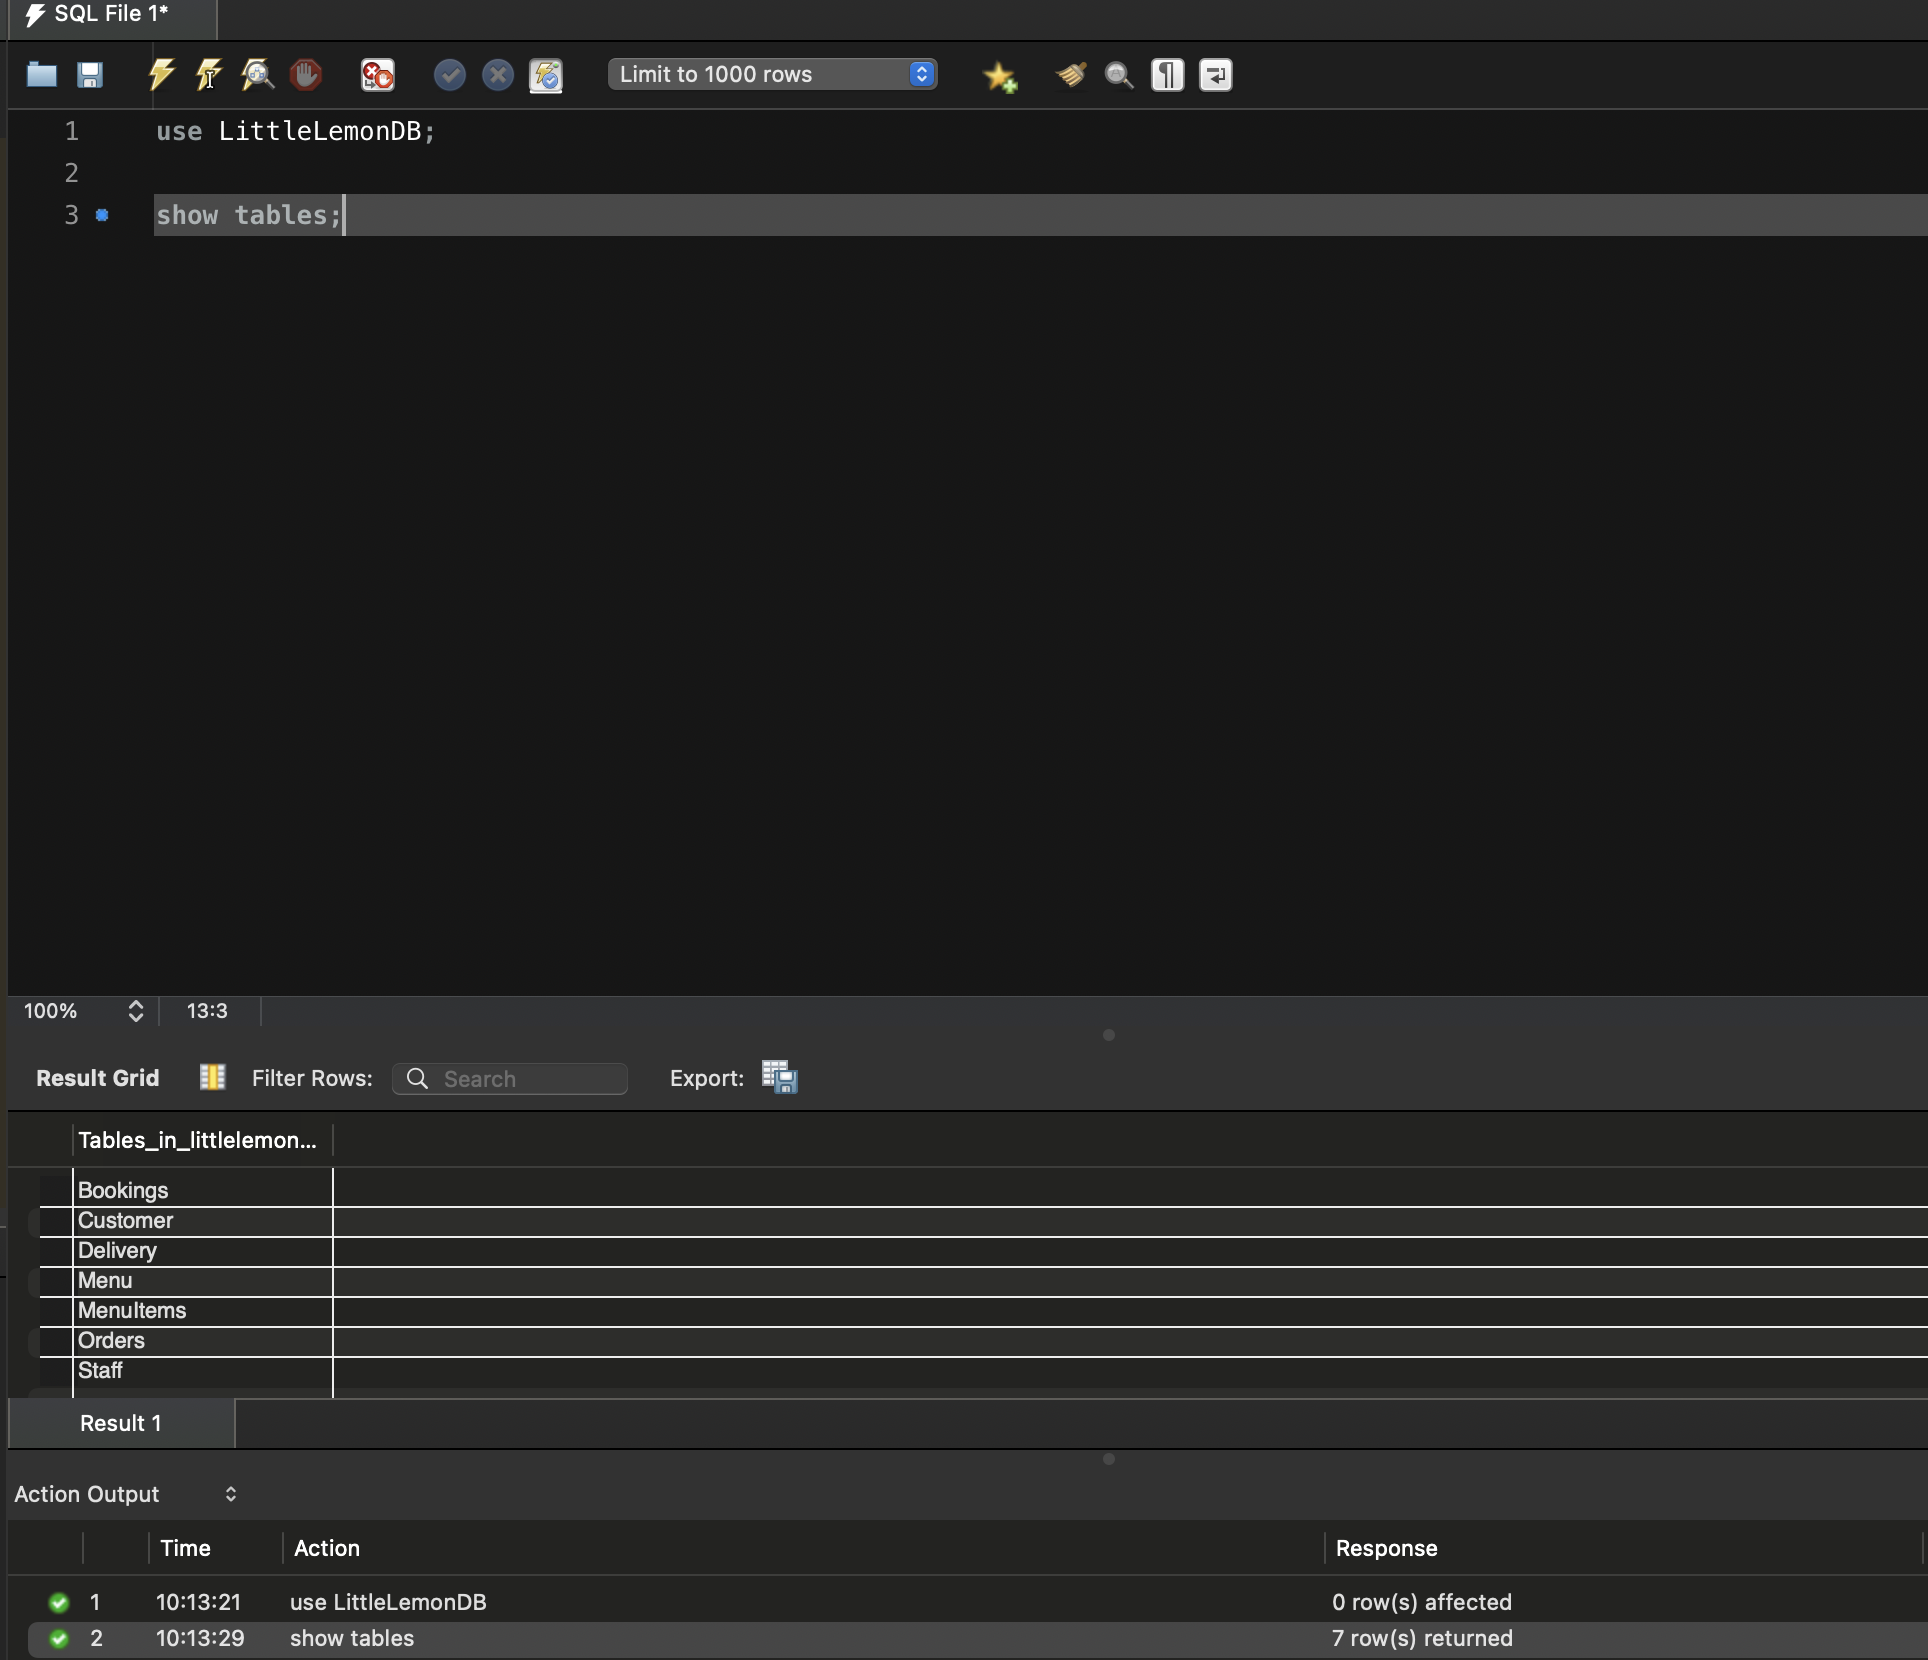 SQL File 1*
Limit to 1000 rows
1 use LittleLemonDB;
2
3 show tables;
100% 13:3
Result Grid Filter Rows: Search Export:
Tables_in_littlelemon...
Bookings
Customer
Delivery
Menu
MenuItems
Orders
Staff
Result 1
Action Output
Time Action Response
1 10:13:21 use LittleLemonDB 0 row(s) affected
2 10:13:29 show tables 7 row(s) returned